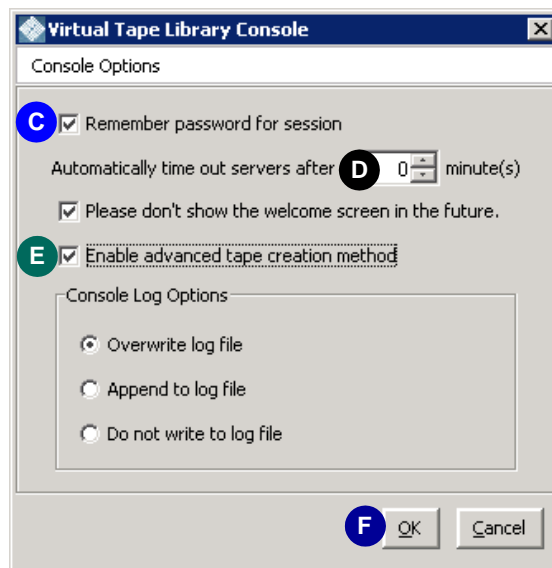 Virtual Tape Library Console
Console Options
C Remember password for session
Automatically time out servers after D 0 minute(s)
Please don't show the welcome screen in the future.
E Enable advanced tape creation method
Console Log Options
Overwrite log file
Append to log file
Do not write to log file
F OK Cancel